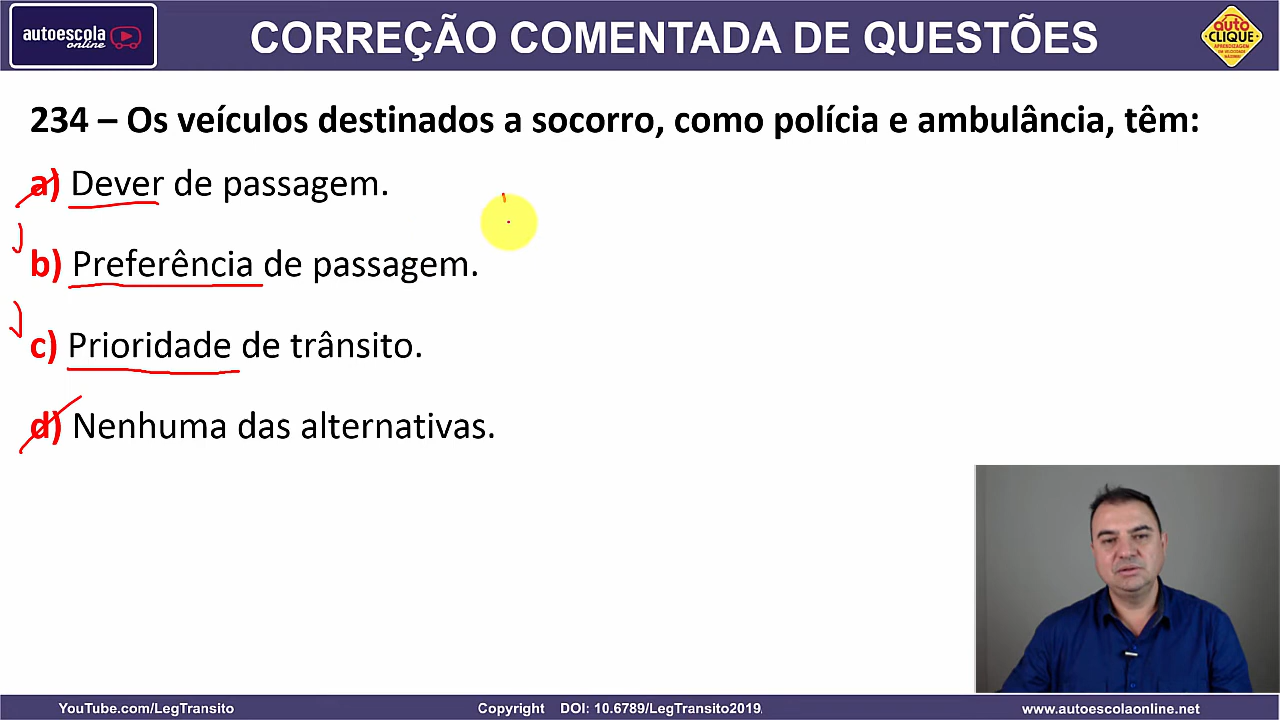 autoescola
online
CORREÇÃO COMENTADA DE QUESTÕES
auto
CLIQUE
APRENDIZAGEM
234 – Os veículos destinados a socorro, como polícia e ambulância, têm:
a) Dever de passagem.
b) Preferência de passagem.
c) Prioridade de trânsito.
d) Nenhuma das alternativas.
YouTube.com/LegTransito
Copyright DOI: 10.6789/LegTransito2019
www.autoescolaonline.net